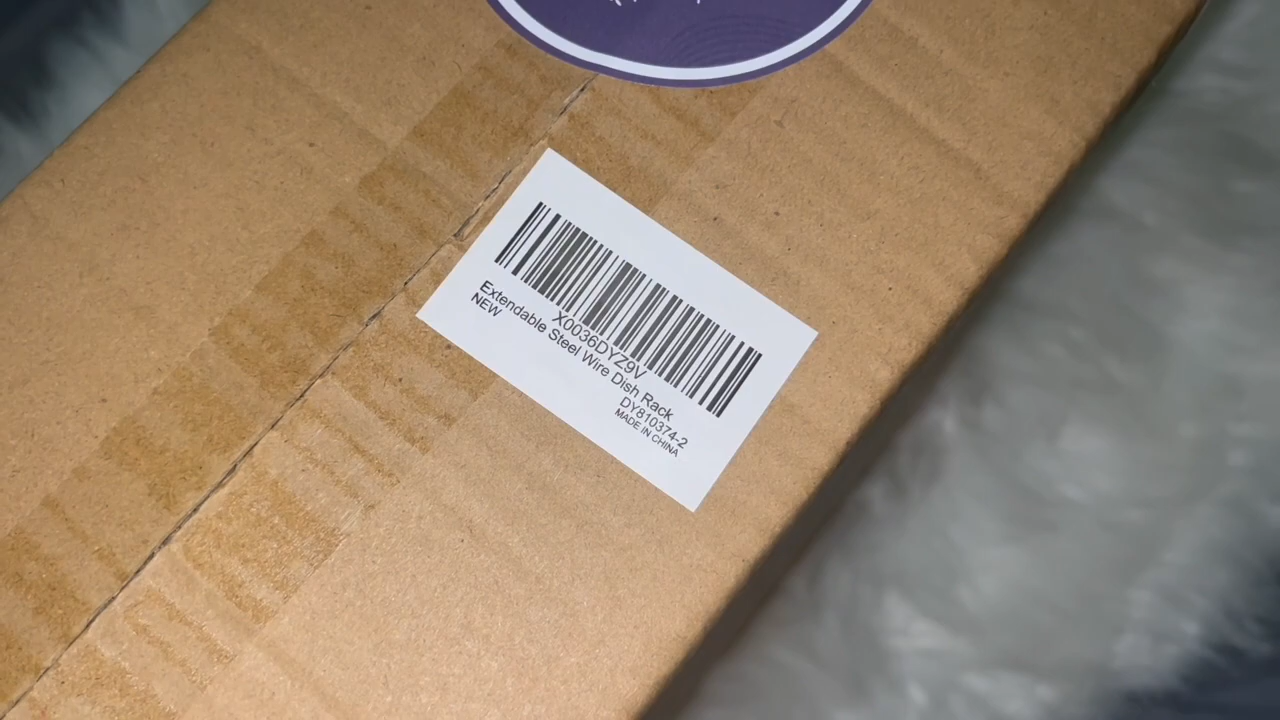 X0036DYZ9V
Extendable Steel Wire Dish Rack
NEW
DY810374-2
MADE IN CHINA